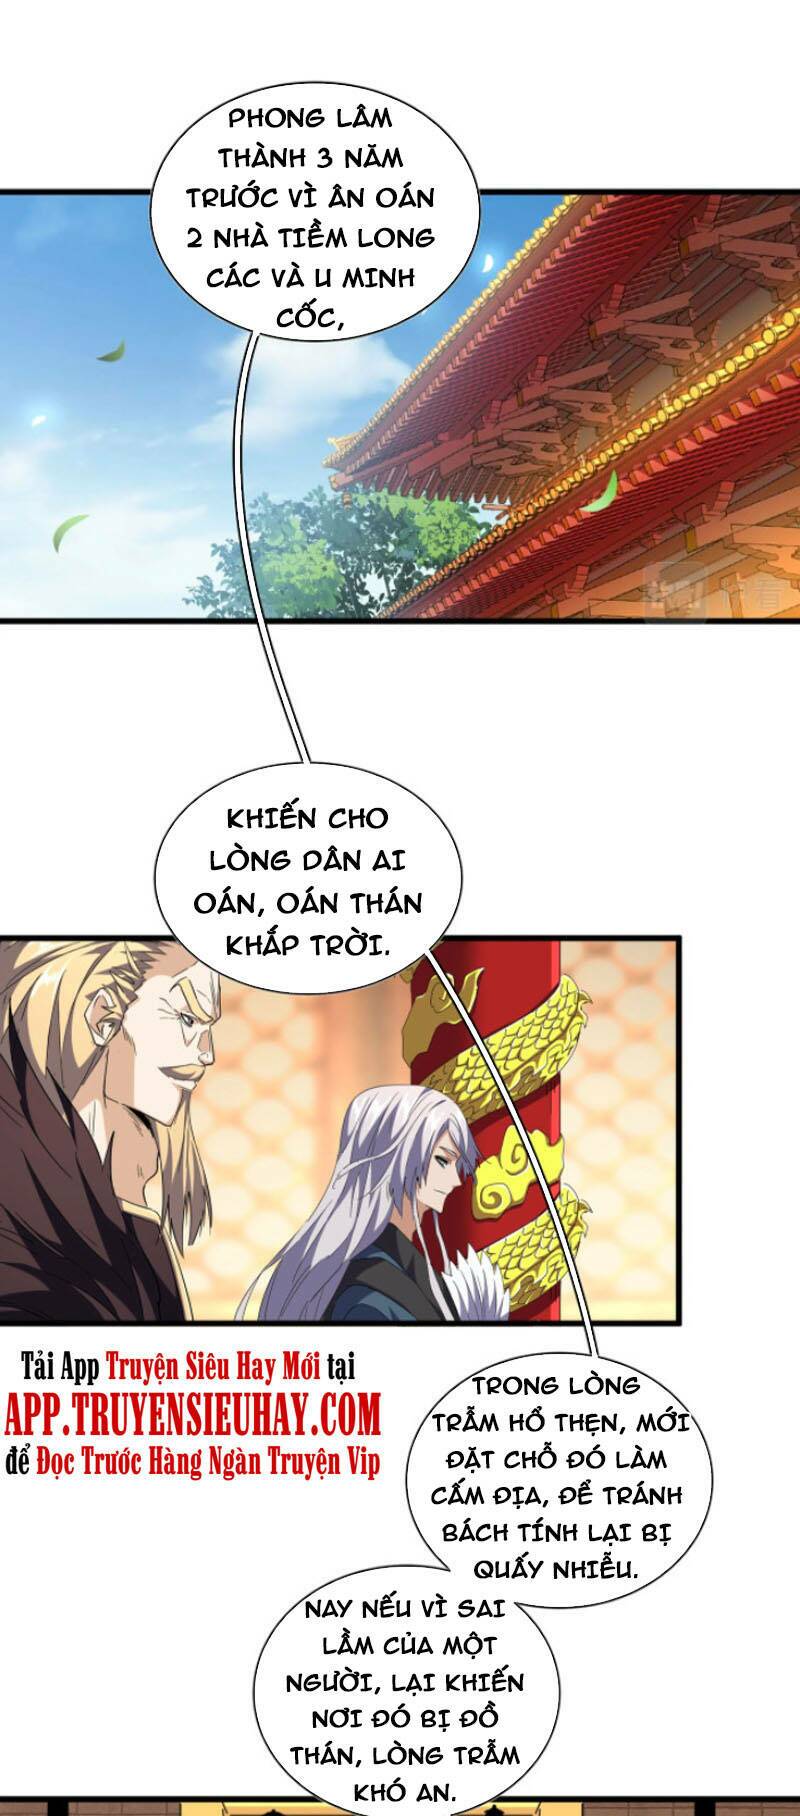 PHONG LÂM
THÀNH 3 NĂM
TRƯỚC VÌ ÂN OÁN
2 NHÀ TIỀM LONG
CÁC VÀ U MINH
CỐC,
KHIẾN CHO
LÒNG DÂN AI
OÁN, OÁN THÁN
KHẮP TRỜI.
Tải App Truyện Siêu Hay Mới tại
APP.TRUYENSIEUHAY.COM
để Đọc Trước Hàng Ngàn Truyện Vip
TRONG LÒNG
TRẪM HỔ THẸN, MỚI
ĐẶT CHỖ ĐÓ LÀM
CẤM ĐỊA, ĐỂ TRÁNH
BÁCH TÍNH LẠI BỊ
QUẤY NHIỄU.
NAY NẾU VÌ SAI
LẦM CỦA MỘT
NGƯỜI, LẠI KHIẾN
NƠI ĐÓ BỊ ĐỒ
THÁN, LÒNG TRẪM
KHÓ AN.